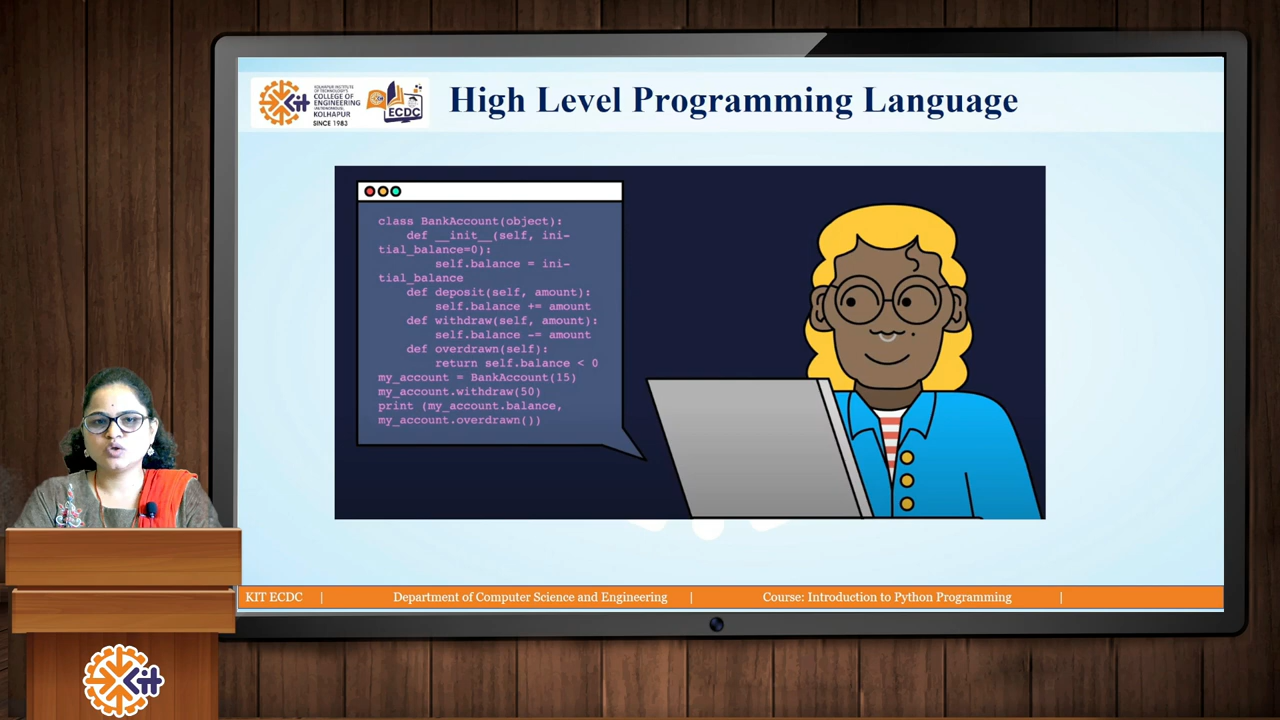 KOLHAPUR INSTITUTE
OF TECHNOLOGY'S
COLLEGE OF
ENGINEERING
KOLHAPUR
SINCE 1983
Kit
ECDC
High Level Programming Language
class BankAccount(object):
def __init__(self, ini-
tial_balance=0):
self.balance = ini-
tial_balance
def deposit(self, amount):
self.balance += amount
def withdraw(self, amount):
self.balance -= amount
def overdrawn(self):
return self.balance < 0
my_account = BankAccount(15)
my_account.withdraw(50)
print (my_account.balance,
my_account.overdrawn())
KIT ECDC | Department of Computer Science and Engineering | Course: Introduction to Python Programming |
Kit